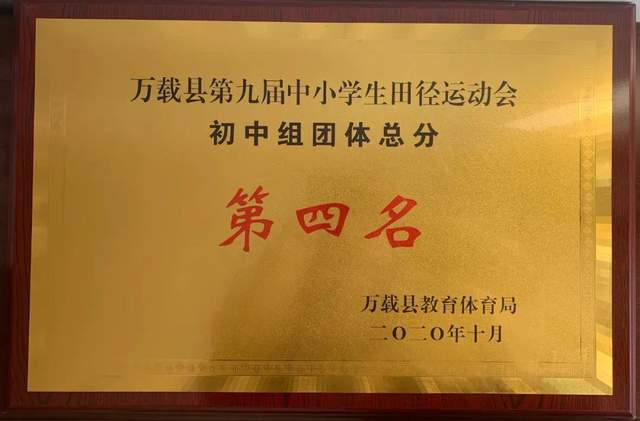 万载县第九届中小学生田径运动会
初中组团体总分
第四名
万载县教育体育局
二〇二〇年十月